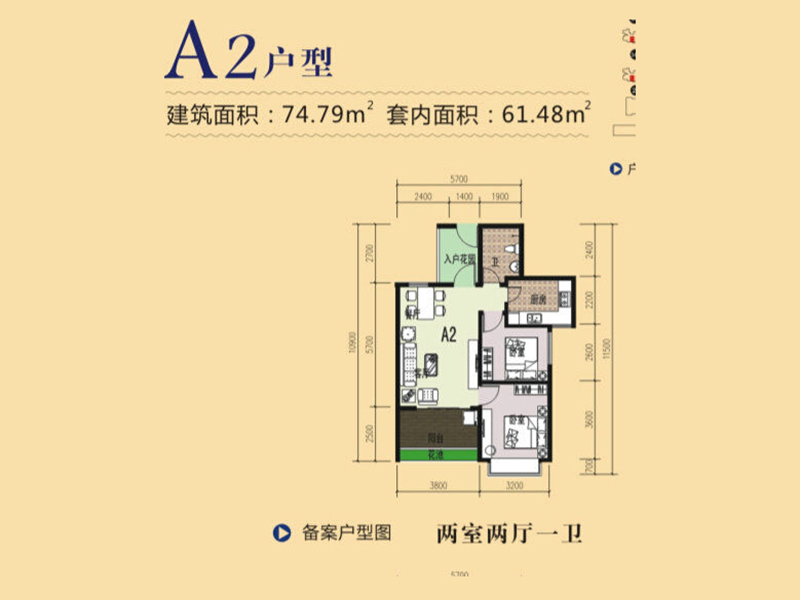 A2户型
建筑面积：74.79m² 套内面积：61.48m²
户
5700
2400 1400 1900
2700
5700
2500
10900
2400
2200
2600
3600
700
11500
入户花园
卫
厨房
餐厅
A2
卧室
客厅
卧室
阳台
花池
3800 3200
备案户型图 两室两厅一卫
5700